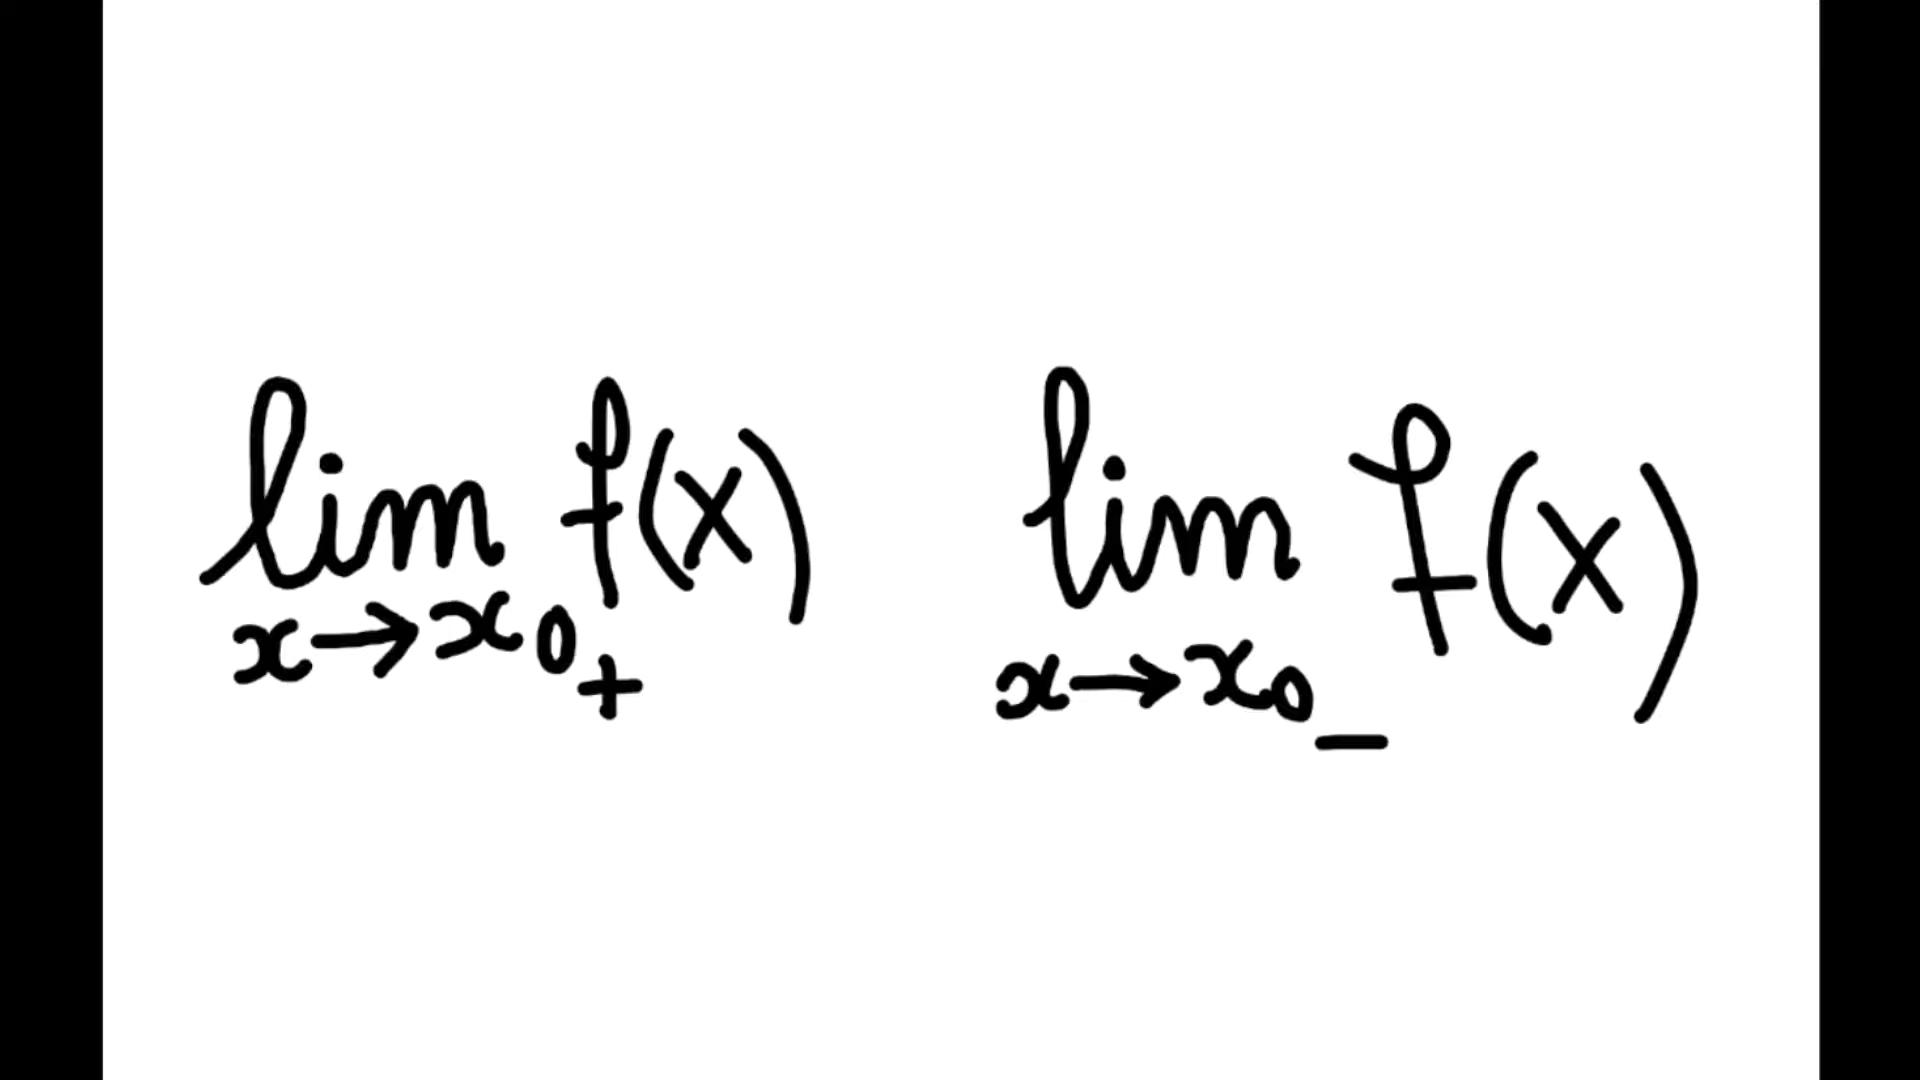 lim f(x) lim f(x)
x→x₀₊ x→x₀₋